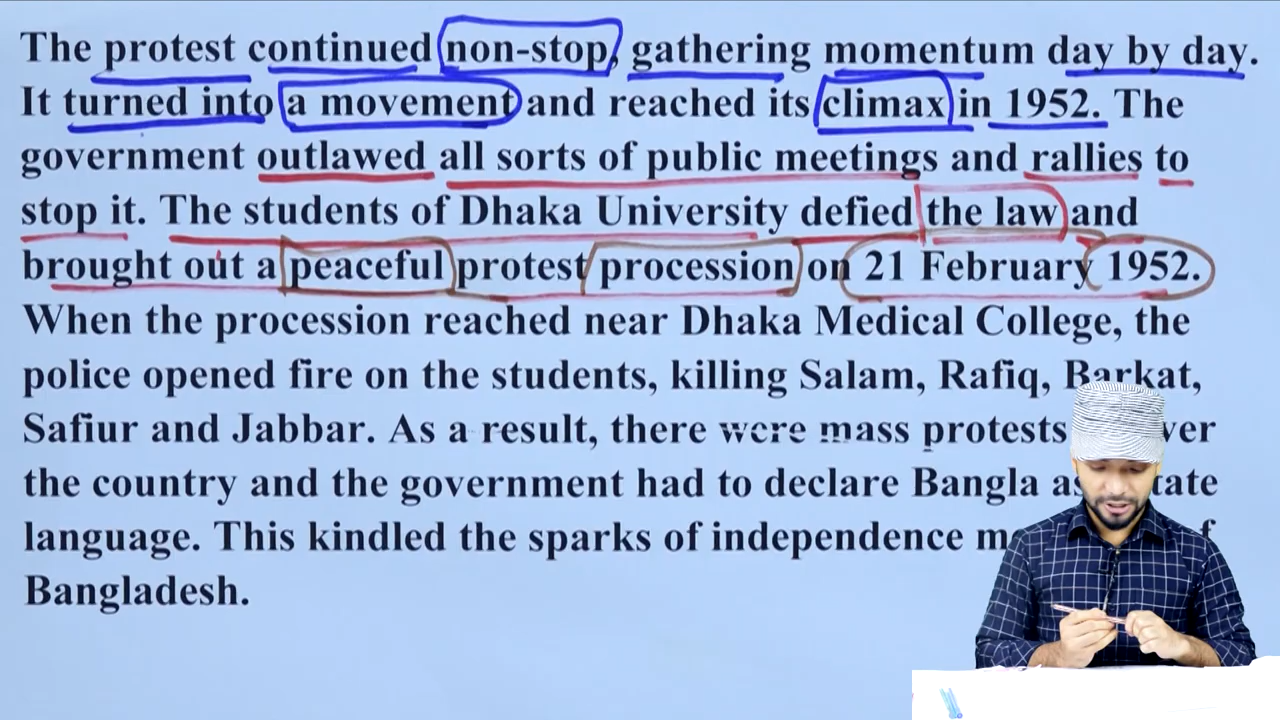 The protest continued non-stop, gathering momentum day by day.
It turned into a movement and reached its climax in 1952. The
government outlawed all sorts of public meetings and rallies to
stop it. The students of Dhaka University defied the law and
brought out a peaceful protest procession on 21 February 1952.
When the procession reached near Dhaka Medical College, the
police opened fire on the students, killing Salam, Rafiq, Barkat,
Safiur and Jabbar. As a result, there were mass protests
the country and the government had to declare Bangla
language. This kindled the sparks of independence
Bangladesh.